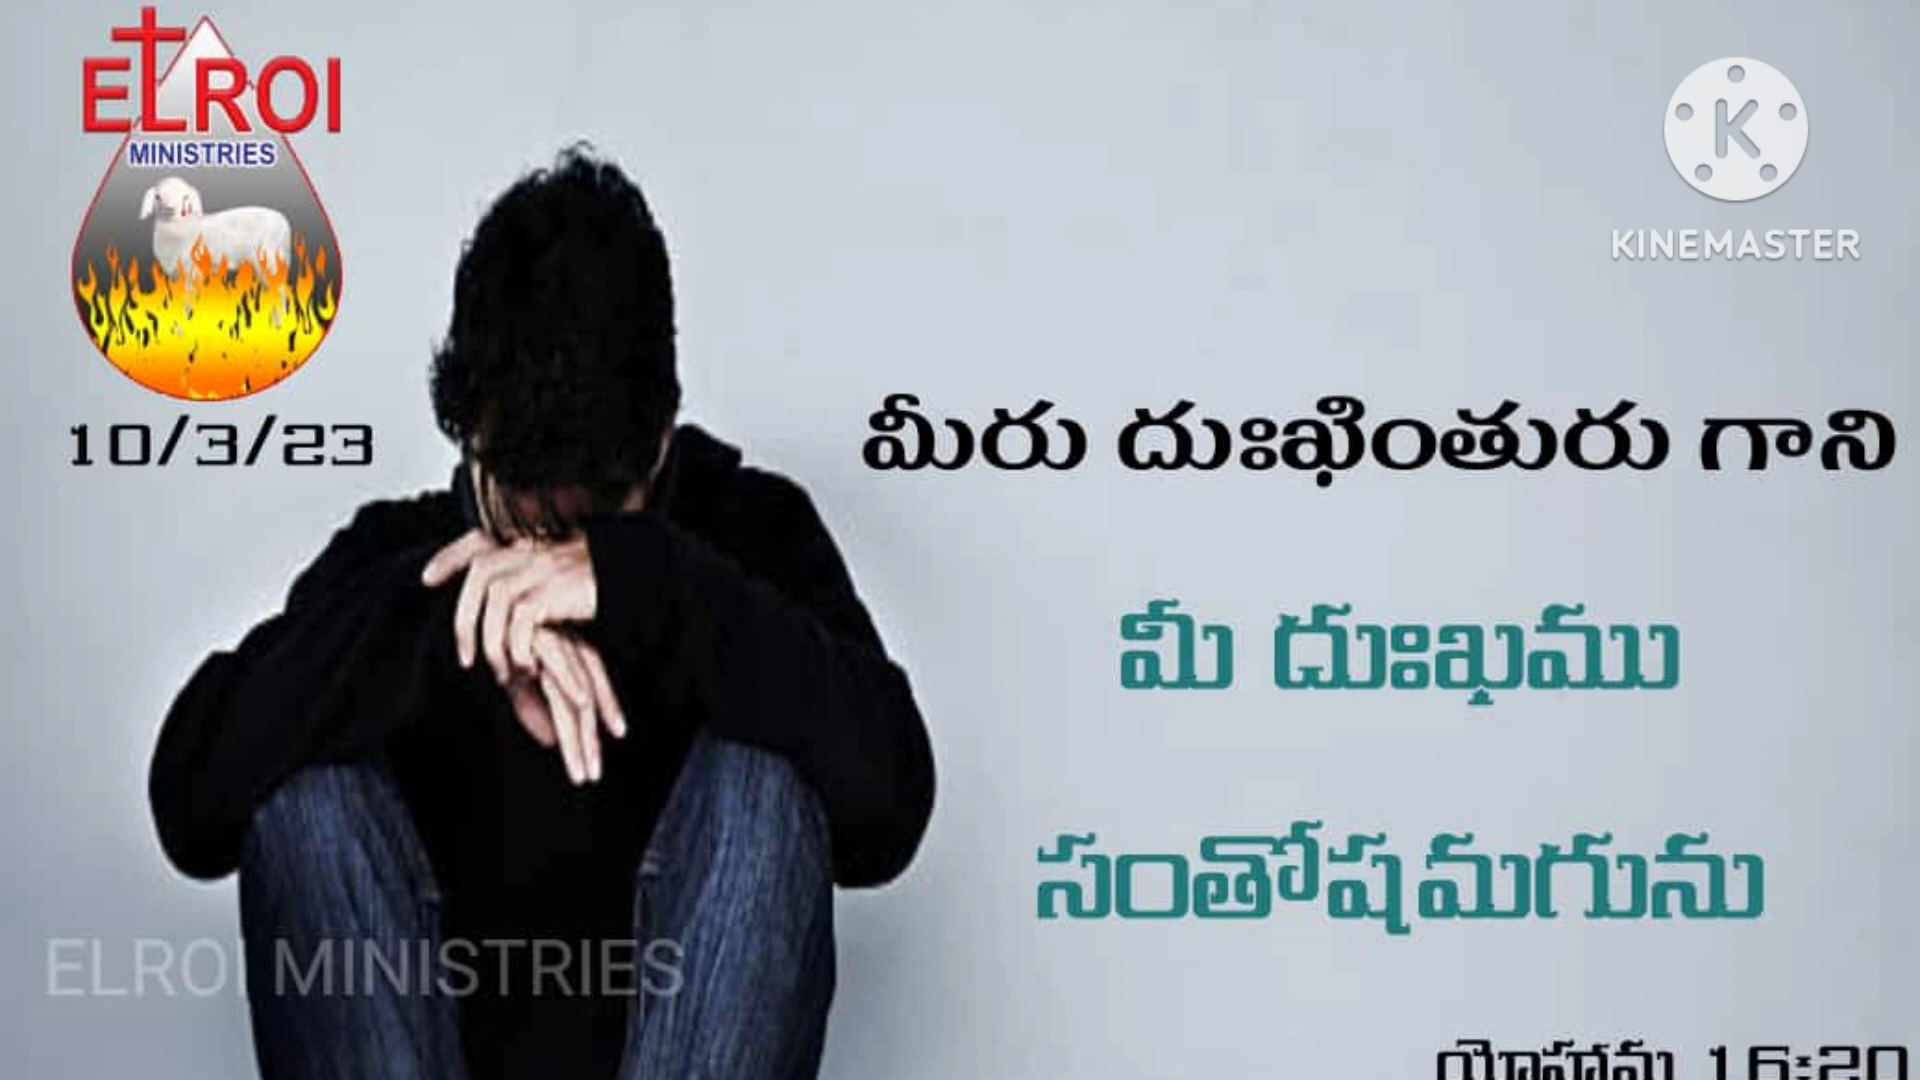 ELROI
MINISTRIES
10/3/23
KINEMASTER
మీరు దుఃఖింతురు గాని
మీ దుఃఖము
సంతోషమగును
ELROI MINISTRIES
యోహాను 16:20